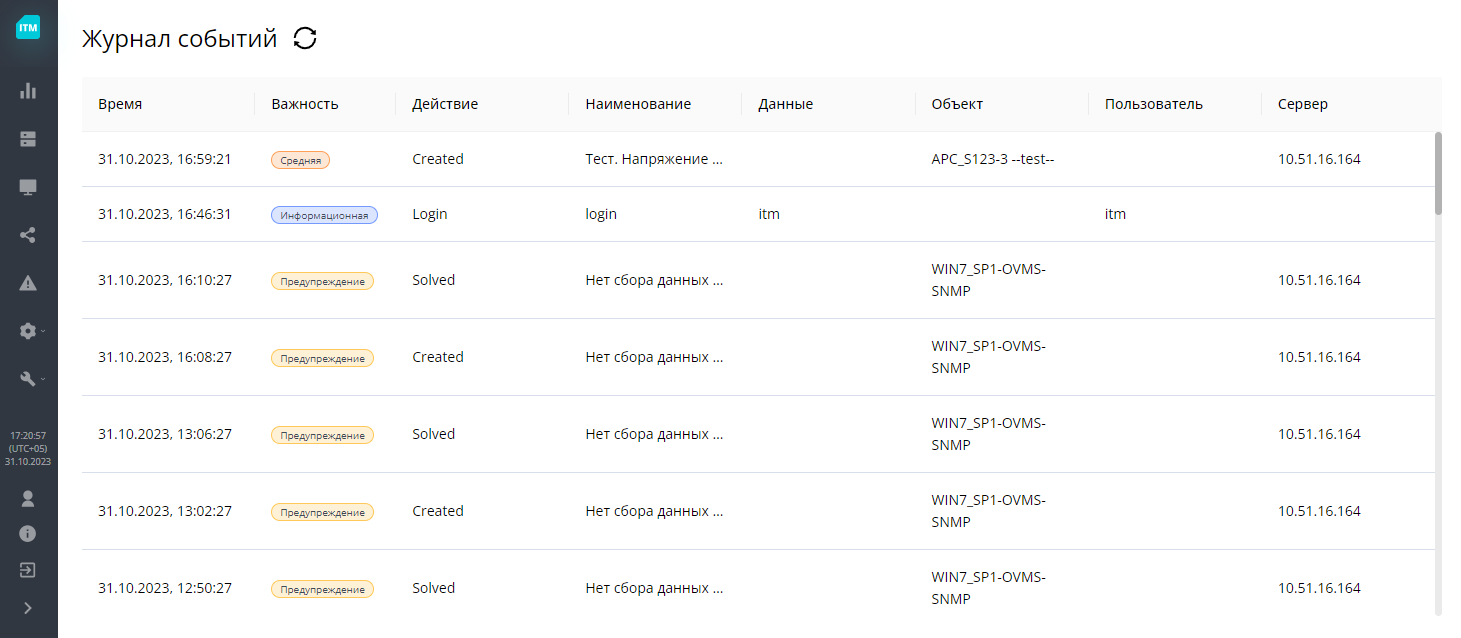 ITM
17:20:57
(UTC+05)
31.10.2023
Журнал событий
Время Важность Действие Наименование Данные Объект Пользователь Сервер
31.10.2023, 16:59:21 Средняя Created Тест. Напряжение ... APC_S123-3 --test-- 10.51.16.164
31.10.2023, 16:46:31 Информационная Login login itm itm
31.10.2023, 16:10:27 Предупреждение Solved Нет сбора данных ... WIN7_SP1-OVMS-
SNMP 10.51.16.164
31.10.2023, 16:08:27 Предупреждение Created Нет сбора данных ... WIN7_SP1-OVMS-
SNMP 10.51.16.164
31.10.2023, 13:06:27 Предупреждение Solved Нет сбора данных ... WIN7_SP1-OVMS-
SNMP 10.51.16.164
31.10.2023, 13:02:27 Предупреждение Created Нет сбора данных ... WIN7_SP1-OVMS-
SNMP 10.51.16.164
31.10.2023, 12:50:27 Предупреждение Solved Нет сбора данных ... WIN7_SP1-OVMS-
SNMP 10.51.16.164